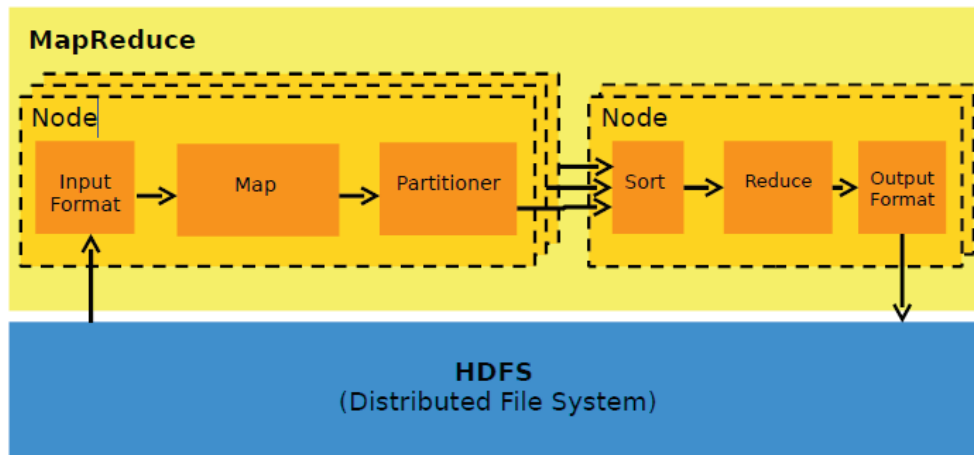 MapReduce
Node
Input
Format
Map
Partitioner
Node
Sort
Reduce
Output
Format
HDFS
(Distributed File System)